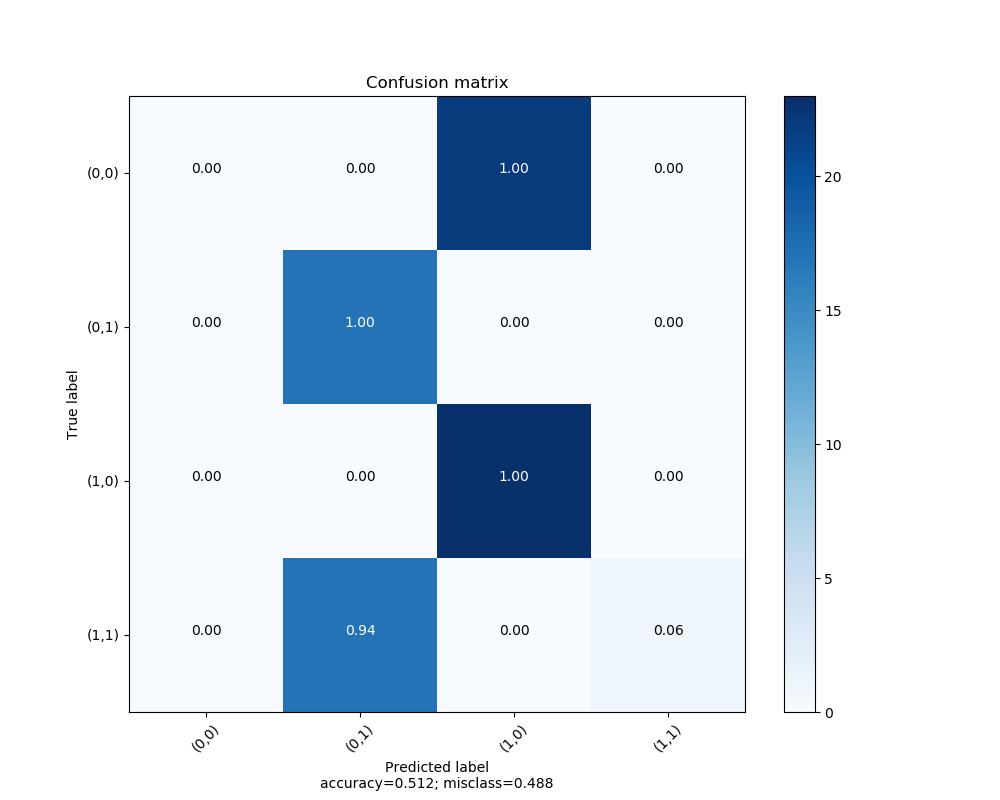 Confusion matrix
(0,0) 0.00 0.00 1.00 0.00
(0,1) 0.00 1.00 0.00 0.00
(1,0) 0.00 0.00 1.00 0.00
(1,1) 0.00 0.94 0.00 0.06
True label
(0,0) (0,1) (1,0) (1,1)
Predicted label
accuracy=0.512; misclass=0.488
20
15
10
5
0